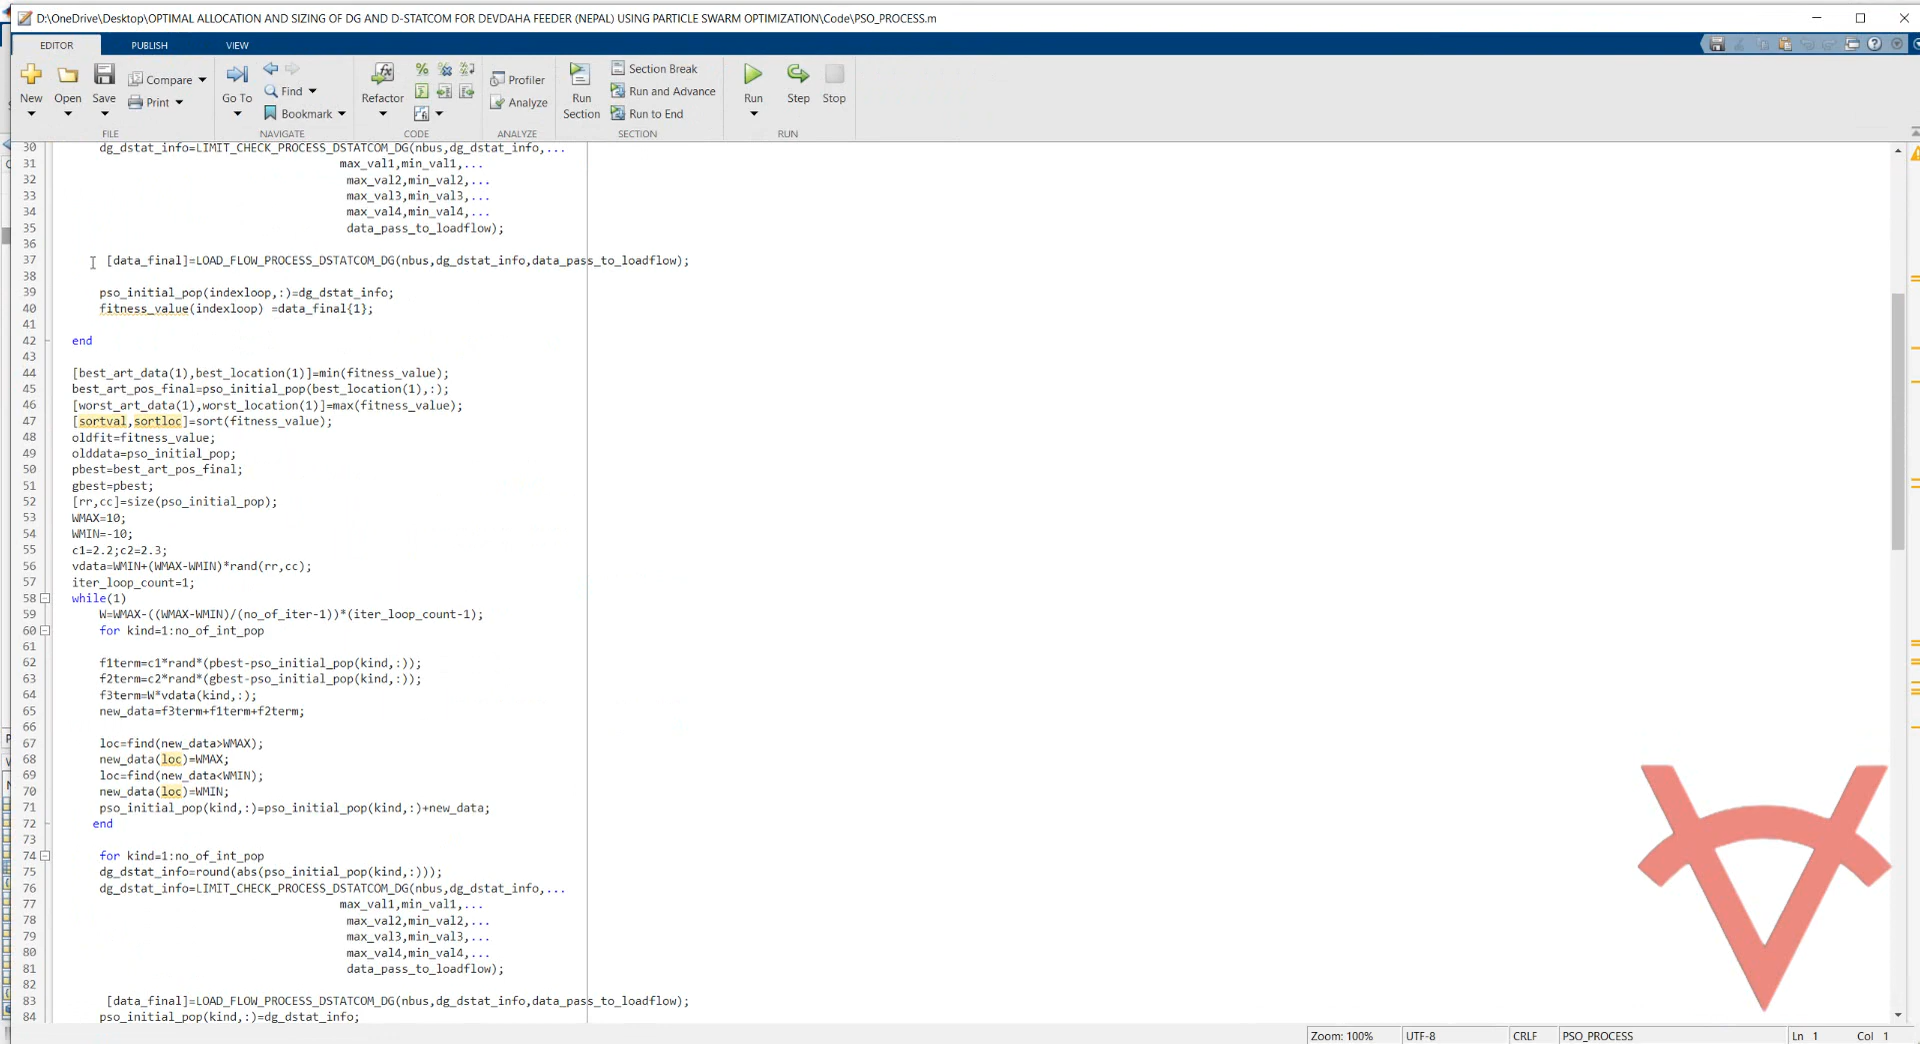 D:\OneDrive\Desktop\OPTIMAL ALLOCATION AND SIZING OF DG AND D-STATCOM FOR DEVDAHA FEEDER (NEPAL) USING PARTICLE SWARM OPTIMIZATION\Code\PSO_PROCESS.m
EDITOR PUBLISH VIEW
New Open Save Compare Print Go To Find Bookmark Refactor Profiler Analyze Run Section Section Break Run and Advance Run to End Run Step Stop
FILE NAVIGATE CODE ANALYZE SECTION RUN
30 dg_dstat_info=LIMIT_CHECK_PROCESS_DSTATCOM_DG(nbus,dg_dstat_info,...
31 max_val1,min_val1,...
32 max_val2,min_val2,...
33 max_val3,min_val3,...
34 max_val4,min_val4,...
35 data_pass_to_loadflow);
36
37 [data_final]=LOAD_FLOW_PROCESS_DSTATCOM_DG(nbus,dg_dstat_info,data_pass_to_loadflow);
38
39 pso_initial_pop(indexloop,:)=dg_dstat_info;
40 fitness_value(indexloop) =data_final{1};
41
42 end
43
44 [best_art_data(1),best_location(1)]=min(fitness_value);
45 best_art_pos_final=pso_initial_pop(best_location(1),:);
46 [worst_art_data(1),worst_location(1)]=max(fitness_value);
47 [sortval,sortloc]=sort(fitness_value);
48 oldfit=fitness_value;
49 olddata=pso_initial_pop;
50 pbest=best_art_pos_final;
51 gbest=pbest;
52 [rr,cc]=size(pso_initial_pop);
53 WMAX=10;
54 WMIN=-10;
55 c1=2.2;c2=2.3;
56 vdata=WMIN+(WMAX-WMIN)*rand(rr,cc);
57 iter_loop_count=1;
58 while(1)
59 W=WMAX-((WMAX-WMIN)/(no_of_iter-1))*(iter_loop_count-1);
60 for kind=1:no_of_int_pop
61
62 f1term=c1*rand*(pbest-pso_initial_pop(kind,:));
63 f2term=c2*rand*(gbest-pso_initial_pop(kind,:));
64 f3term=W*vdata(kind,:);
65 new_data=f3term+f1term+f2term;
66
67 loc=find(new_data>WMAX);
68 new_data(loc)=WMAX;
69 loc=find(new_data<WMIN);
70 new_data(loc)=WMIN;
71 pso_initial_pop(kind,:)=pso_initial_pop(kind,:)+new_data;
72 end
73
74 for kind=1:no_of_int_pop
75 dg_dstat_info=round(abs(pso_initial_pop(kind,:)));
76 dg_dstat_info=LIMIT_CHECK_PROCESS_DSTATCOM_DG(nbus,dg_dstat_info,...
77 max_val1,min_val1,...
78 max_val2,min_val2,...
79 max_val3,min_val3,...
80 max_val4,min_val4,...
81 data_pass_to_loadflow);
82
83 [data_final]=LOAD_FLOW_PROCESS_DSTATCOM_DG(nbus,dg_dstat_info,data_pass_to_loadflow);
84 pso_initial_pop(kind,:)=dg_dstat_info;
Zoom: 100% UTF-8 CRLF PSO_PROCESS Ln 1 Col 1